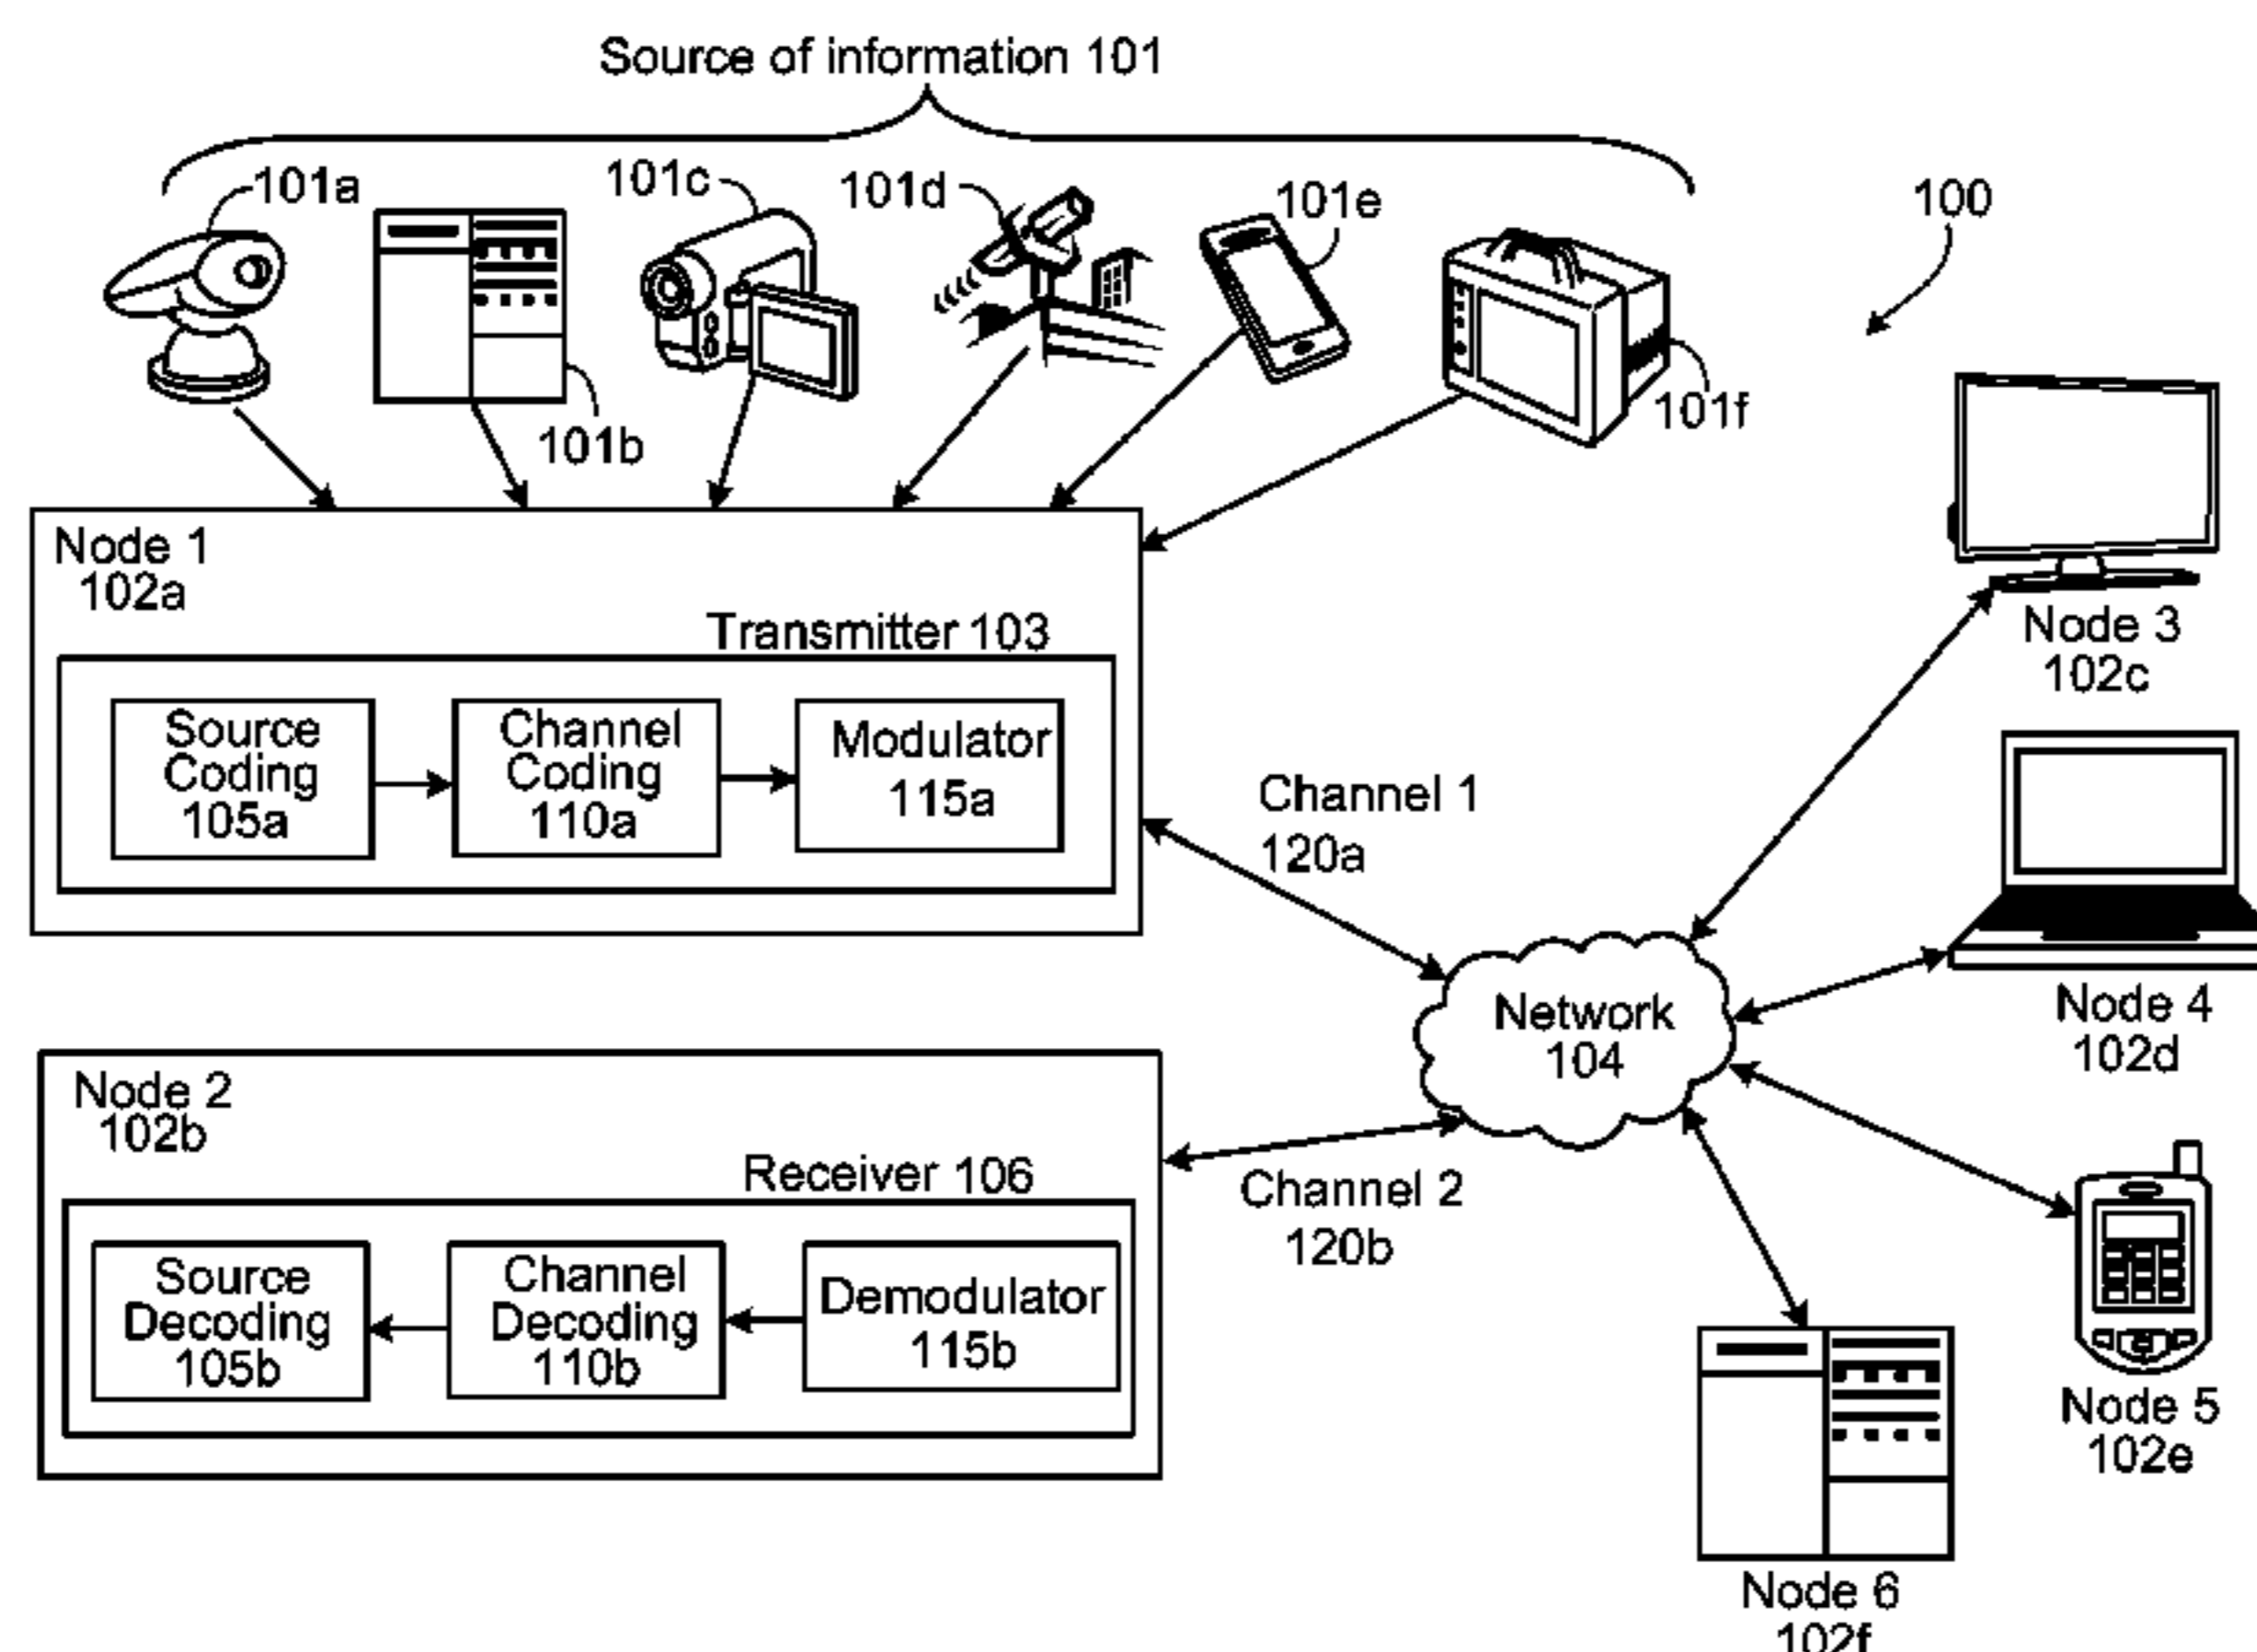 Source of information 101
101a
101b
101c
101d
101e
101f
100
Node 1
102a
Transmitter 103
Source
Coding
105a
Channel
Coding
110a
Modulator
115a
Channel 1
120a
Node 3
102c
Network
104
Node 4
102d
Node 2
102b
Receiver 106
Source
Decoding
105b
Channel
Decoding
110b
Demodulator
115b
Channel 2
120b
Node 5
102e
Node 6
102f